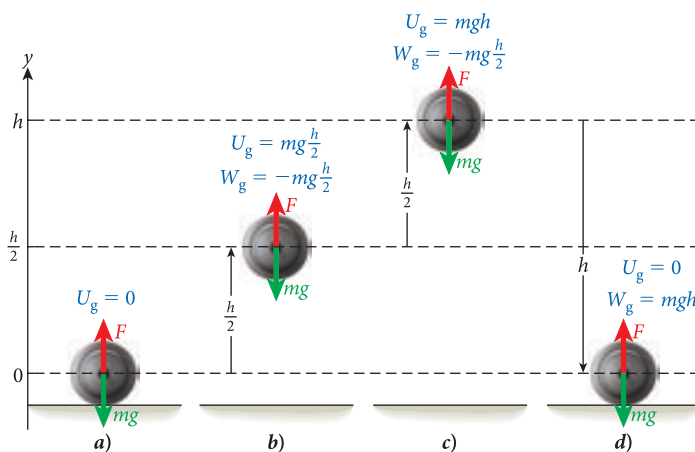 U_g = mgh
W_g = −mg h/2
y
F
h
mg
U_g = mg h/2
W_g = −mg h/2
h/2
F
h/2
h
mg
U_g = 0
U_g = 0
W_g = mgh
h/2
F
F
0
mg
mg
a)
b)
c)
d)